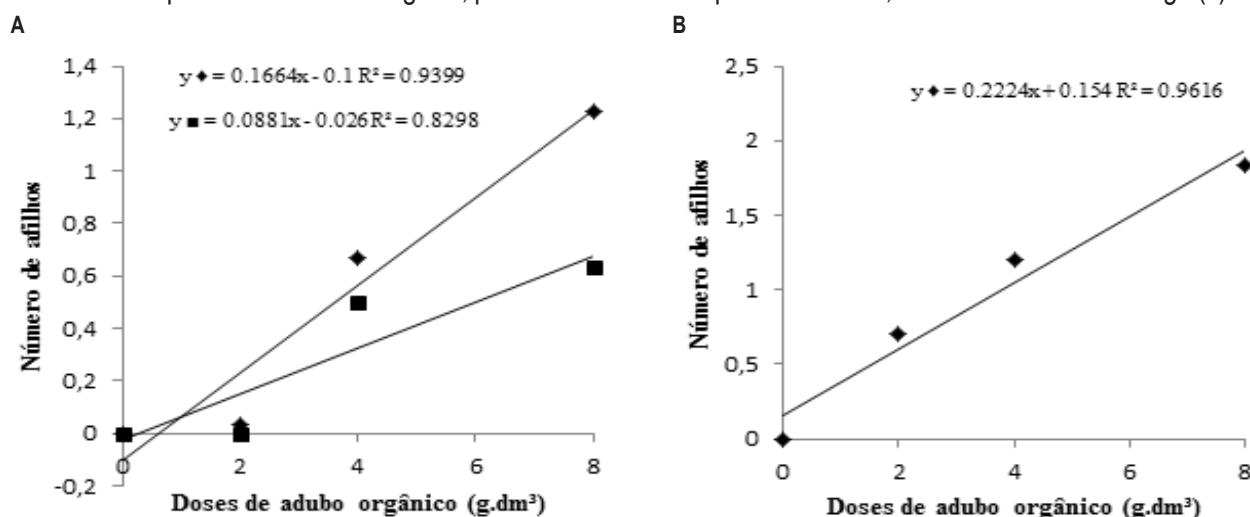 A
B
1,4
1,2
1
0,8
0,6
0,4
0,2
0
-0,2
y ◆ = 0.1664x - 0.1 R² = 0.9399
y ■ = 0.0881x - 0.026 R² = 0.8298
Número de afilhos
0 2 4 6 8
Doses de adubo orgânico (g.dm³)
2,5
2
1,5
1
0,5
0
y ◆ = 0.2224x + 0.154 R² = 0.9616
Número de afilhos
0 2 4 6 8
Doses de adubo orgânico (g.dm³)